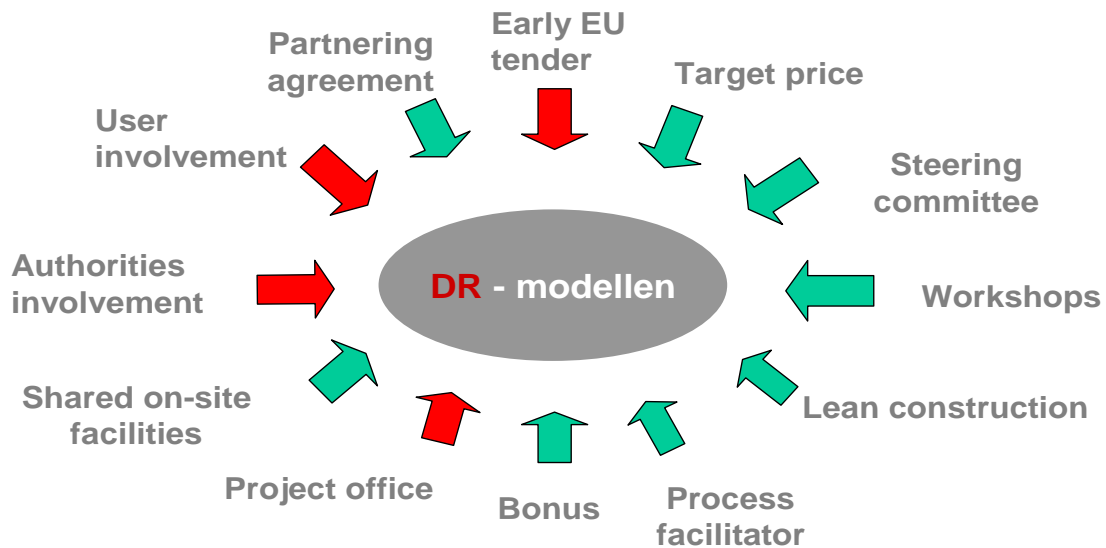 Early EU
tender
Partnering
agreement
Target price
User
involvement
Steering
committee
Authorities
involvement
DR - modellen
Workshops
Shared on-site
facilities
Lean construction
Project office
Bonus
Process
facilitator